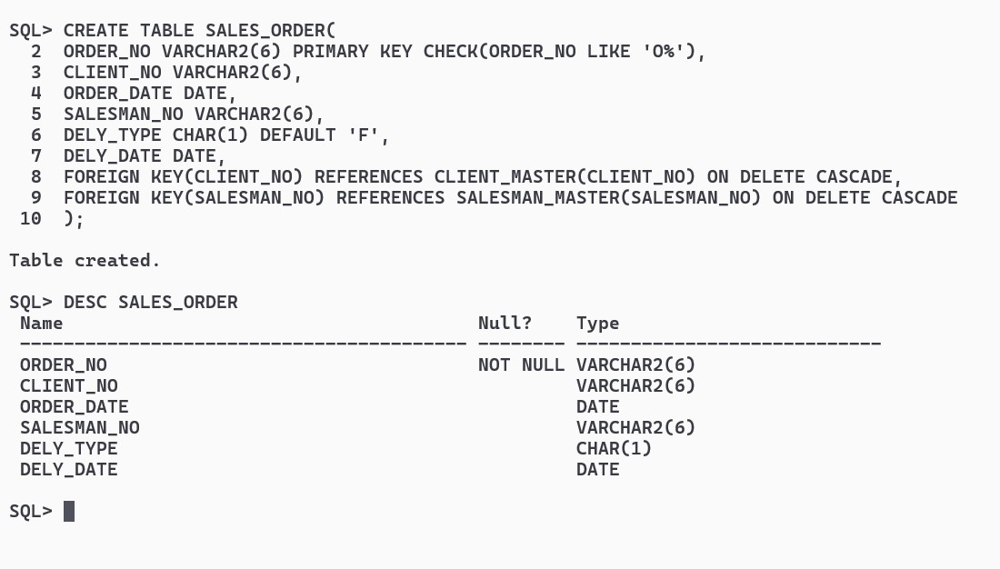 SQL> CREATE TABLE SALES_ORDER(
  2  ORDER_NO VARCHAR2(6) PRIMARY KEY CHECK(ORDER_NO LIKE 'O%'),
  3  CLIENT_NO VARCHAR2(6),
  4  ORDER_DATE DATE,
  5  SALESMAN_NO VARCHAR2(6),
  6  DELY_TYPE CHAR(1) DEFAULT 'F',
  7  DELY_DATE DATE,
  8  FOREIGN KEY(CLIENT_NO) REFERENCES CLIENT_MASTER(CLIENT_NO) ON DELETE CASCADE,
  9  FOREIGN KEY(SALESMAN_NO) REFERENCES SALESMAN_MASTER(SALESMAN_NO) ON DELETE CASCADE
 10  );
Table created.
SQL> DESC SALES_ORDER
 Name                                      Null?    Type
 ----------------------------------------- -------- ----------------------------
 ORDER_NO                                  NOT NULL VARCHAR2(6)
 CLIENT_NO                                          VARCHAR2(6)
 ORDER_DATE                                         DATE
 SALESMAN_NO                                        VARCHAR2(6)
 DELY_TYPE                                          CHAR(1)
 DELY_DATE                                          DATE
SQL>